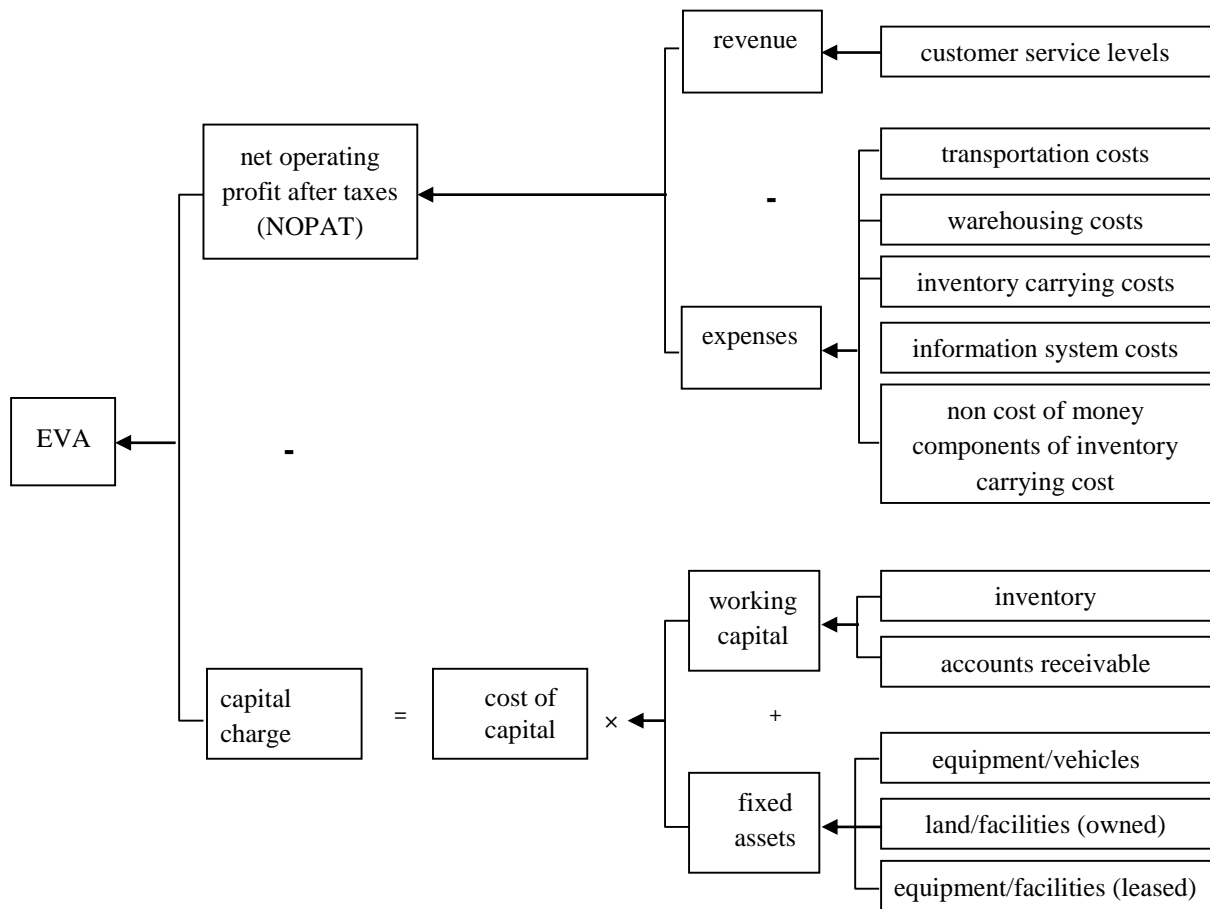 revenue
customer service levels
net operating
profit after taxes
(NOPAT)
transportation costs
-
warehousing costs
inventory carrying costs
expenses
information system costs
non cost of money
components of inventory
carrying cost
EVA
-
working
capital
inventory
accounts receivable
capital
charge
=
cost of
capital
×
+
fixed
assets
equipment/vehicles
land/facilities (owned)
equipment/facilities (leased)